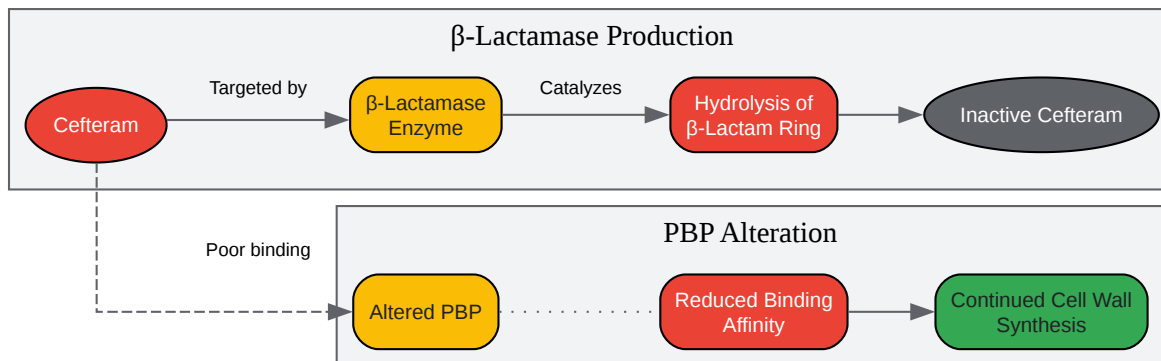 β-Lactamase Production
Cefteram
Targeted by
β-Lactamase
Enzyme
Catalyzes
Hydrolysis of
β-Lactam Ring
Inactive Cefteram
PBP Alteration
Poor binding
Altered PBP
Reduced Binding
Affinity
Continued Cell Wall
Synthesis